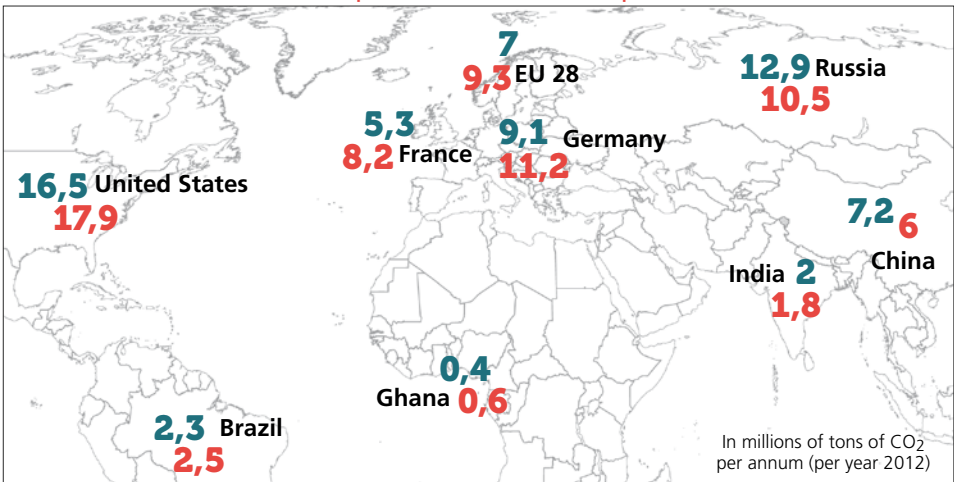 7
9,3 EU 28
12,9 Russia
10,5
5,3
8,2 France
9,1 Germany
11,2
16,5 United States
17,9
7,2 6
China
India 2
1,8
0,4
Ghana 0,6
2,3 Brazil
2,5
In millions of tons of CO2
per annum (per year 2012)